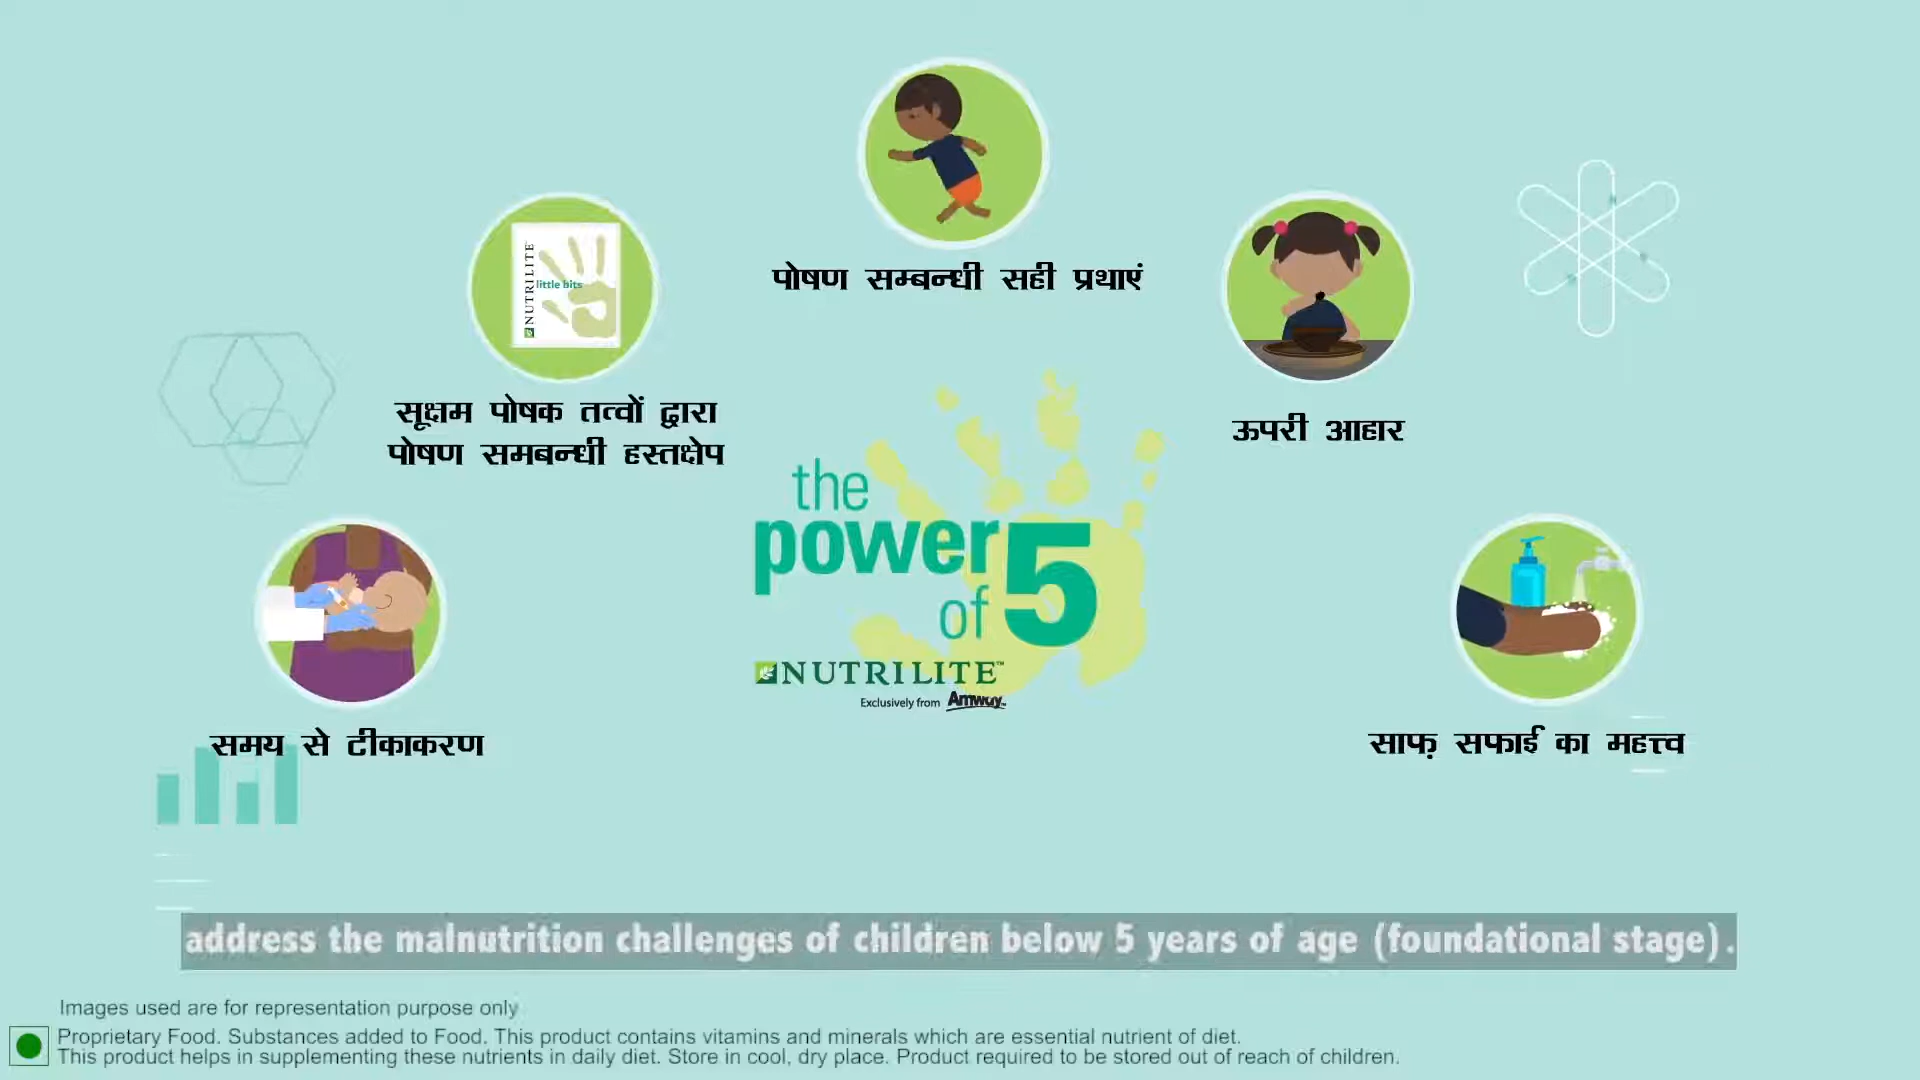 पोषण सम्बन्धी सही प्रथाएं
NUTRILITE
little bits
सूक्षम पोषक तत्वों द्वारा
पोषण समबन्धी हस्तक्षेप
ऊपरी आहार
the
power
of 5
NUTRILITE™
Exclusively from Amway™
समय से टीकाकरण
साफ़ सफाई का महत्त्व
address the malnutrition challenges of children below 5 years of age (foundational stage).
Images used are for representation purpose only
Proprietary Food. Substances added to Food. This product contains vitamins and minerals which are essential nutrient of diet.
This product helps in supplementing these nutrients in daily diet. Store in cool, dry place. Product required to be stored out of reach of children.